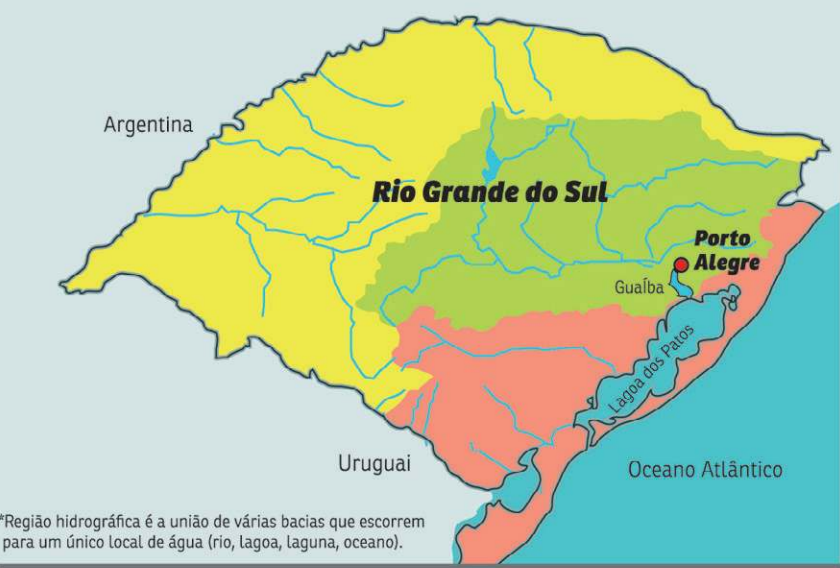 Argentina
Rio Grande do Sul
Porto
Alegre
Guaíba
Lagoa dos Patos
Uruguai
Oceano Atlântico
*Região hidrográfica é a união de várias bacias que escorrem
para um único local de água (rio, lagoa, laguna, oceano).